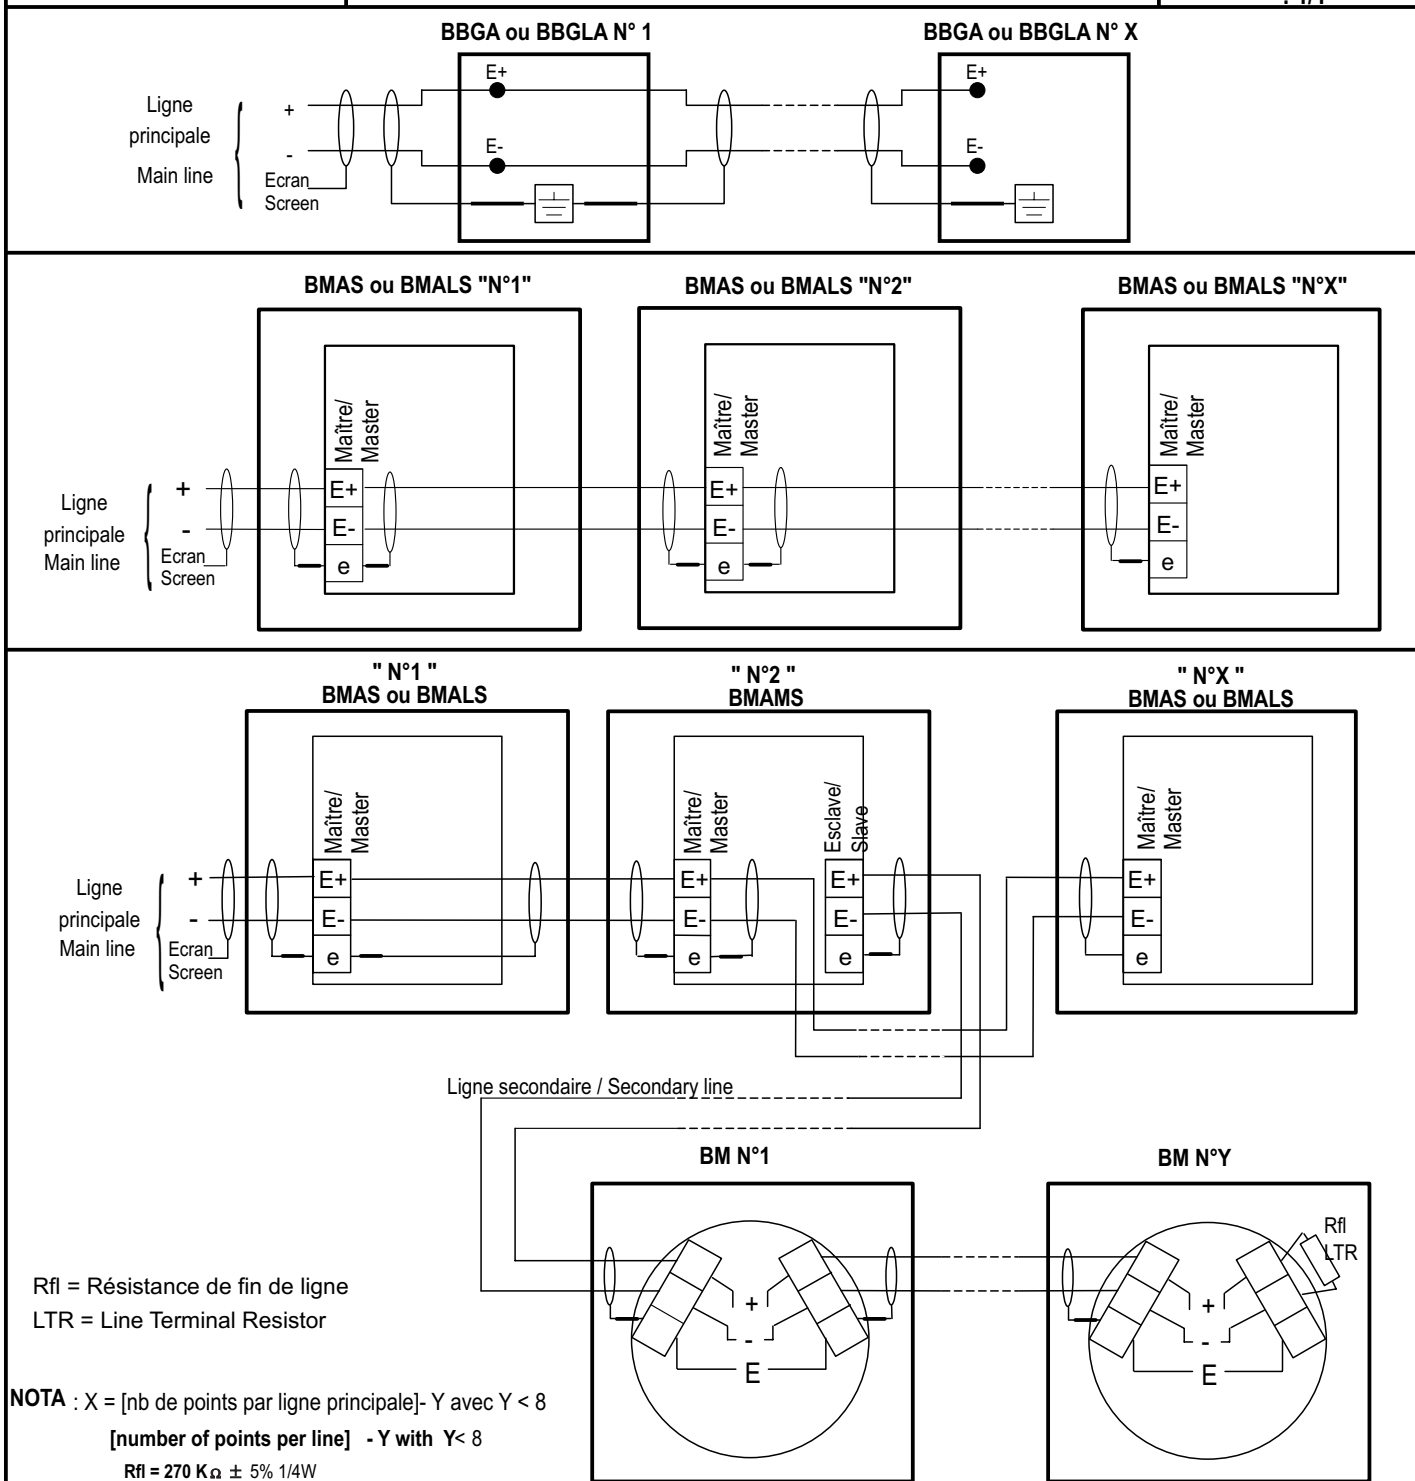 BBGA ou BBGLA N° 1
BBGA ou BBGLA N° X
E+
E+
Ligne
principale
Main line
+
-
E-
E-
Ecran
Screen
BMAS ou BMALS "N°1"
BMAS ou BMALS "N°2"
BMAS ou BMALS "N°X"
Maître/
Master
Maître/
Master
Maître/
Master
Ligne
principale
Main line
+
-
Ecran
Screen
E+
E-
e
E+
E-
e
E+
E-
e
" N°1 "
BMAS ou BMALS
" N°2 "
BMAMS
" N°X "
BMAS ou BMALS
Maître/
Master
Maître/
Master
Esclave/
Slave
Maître/
Master
Ligne
principale
Main line
+
-
Ecran
Screen
E+
E-
e
E+
E-
e
E+
E-
e
E+
E-
e
Ligne secondaire / Secondary line
BM N°1
BM N°Y
+
-
E
+
-
E
Rfl
LTR
Rfl = Résistance de fin de ligne
LTR = Line Terminal Resistor
NOTA : X = [nb de points par ligne principale]- Y avec Y < 8
[number of points per line] - Y with Y< 8
Rfl = 270 KΩ ± 5% 1/4W